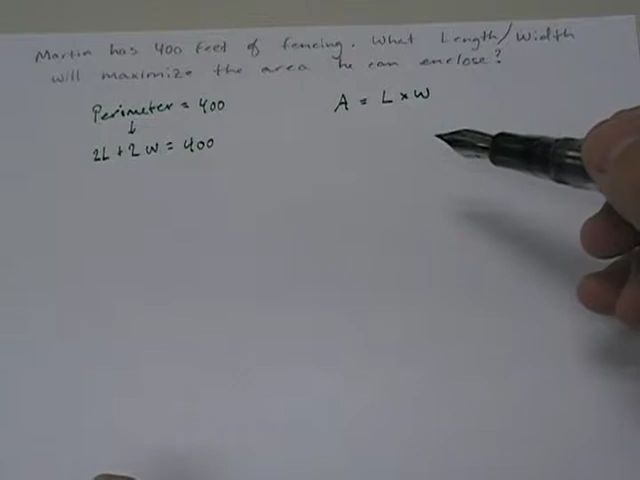 Martin has 400 feet of fencing. What Length/Width
will maximize the area he can enclose?
Perimeter = 400
A = L × W
↓
2L + 2W = 400